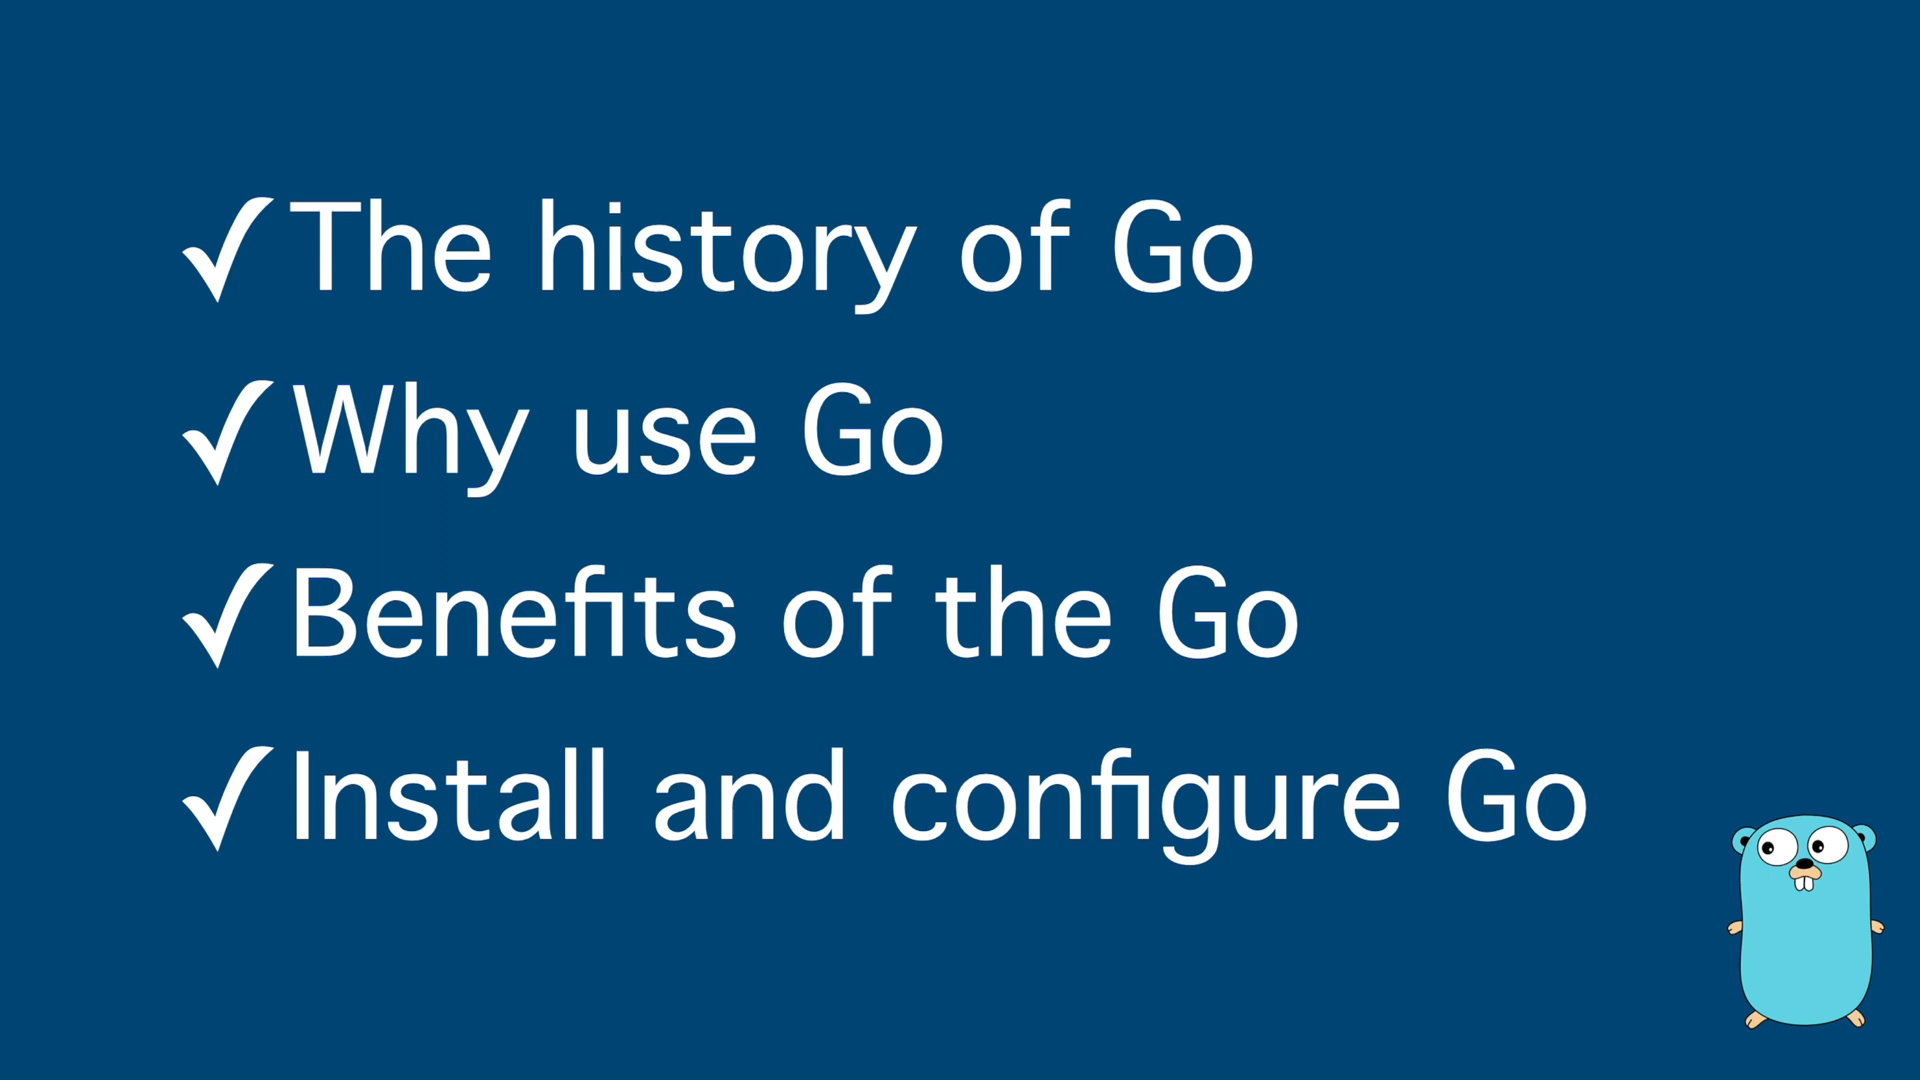 ✓The history of Go
✓Why use Go
✓Benefits of the Go
✓Install and configure Go